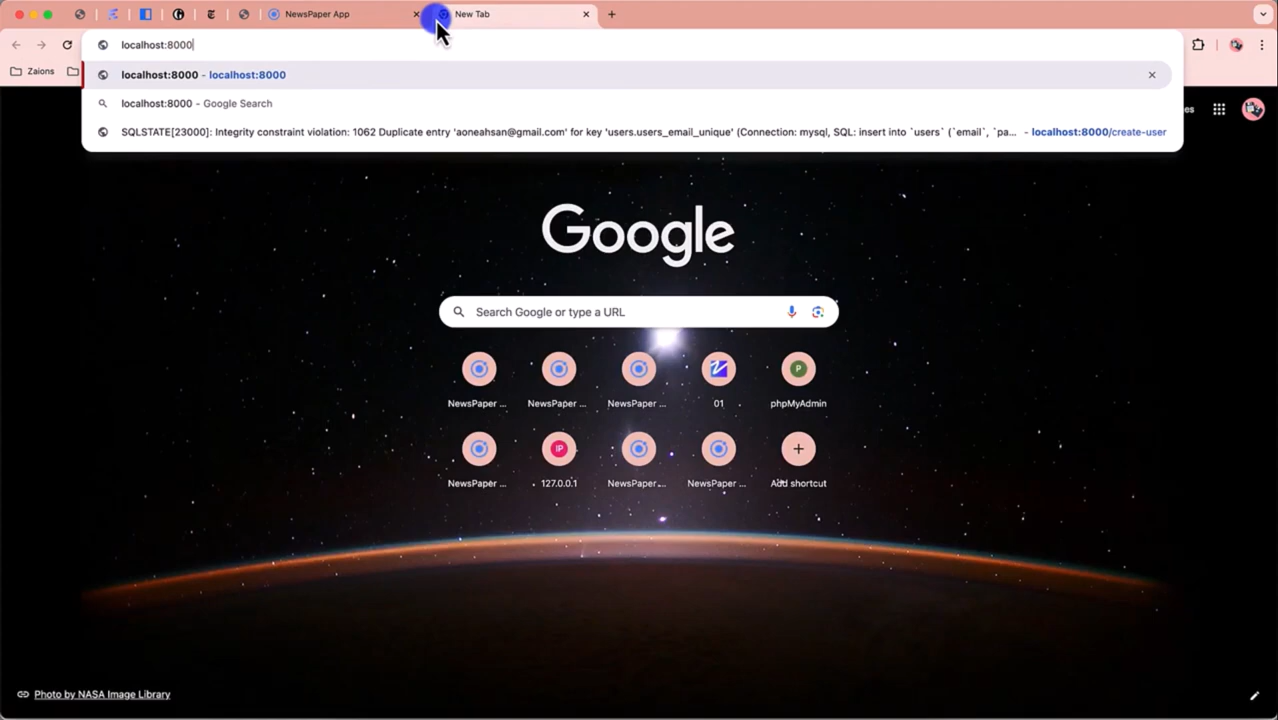 NewsPaper App
New Tab
localhost:8000
Zaions
localhost:8000 - localhost:8000
localhost:8000 - Google Search
SQLSTATE[23000]: Integrity constraint violation: 1062 Duplicate entry 'aoneahsan@gmail.com' for key 'users.users_email_unique' (Connection: mysql, SQL: insert into `users` (`email`, `pa... - localhost:8000/create-user
es
Google
Search Google or type a URL
NewsPaper ...
NewsPaper ...
NewsPaper ...
01
P
phpMyAdmin
NewsPaper ...
IP
127.0.0.1
NewsPaper...
NewsPaper ...
Add shortcut
Photo by NASA Image Library